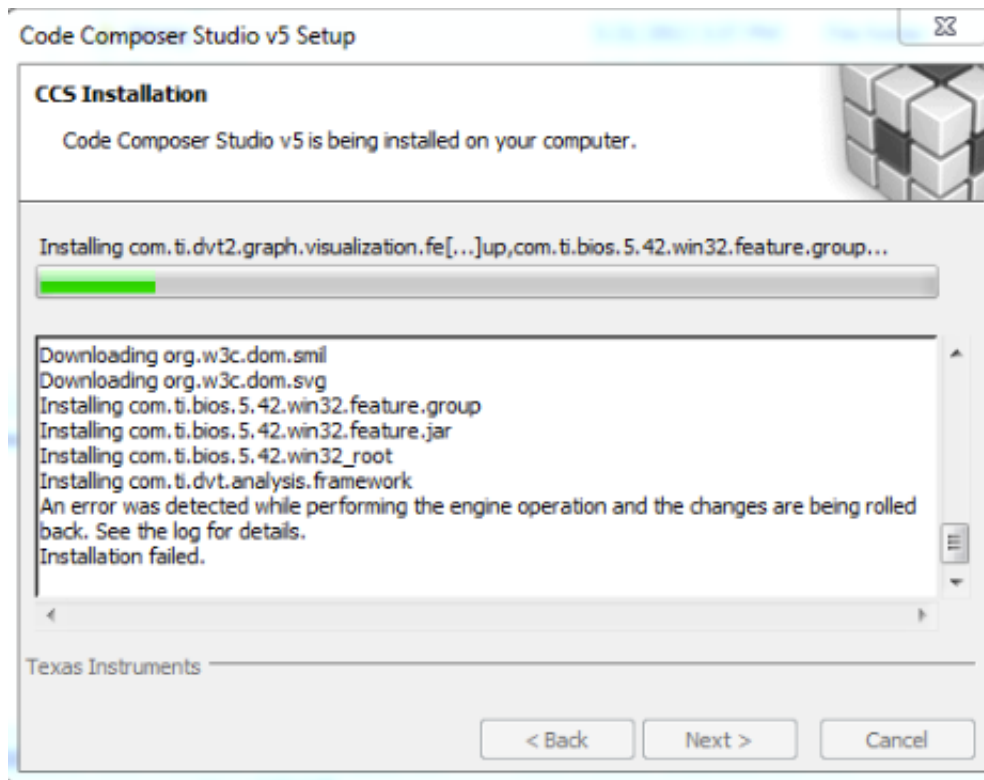 Code Composer Studio v5 Setup
CCS Installation
Code Composer Studio v5 is being installed on your computer.
Installing com.ti.dvt2.graph.visualization.fe[...]up,com.ti.bios.5.42.win32.feature.group...
Downloading org.w3c.dom.smil
Downloading org.w3c.dom.svg
Installing com.ti.bios.5.42.win32.feature.group
Installing com.ti.bios.5.42.win32.feature.jar
Installing com.ti.bios.5.42.win32_root
Installing com.ti.dvt.analysis.framework
An error was detected while performing the engine operation and the changes are being rolled
back. See the log for details.
Installation failed.
Texas Instruments
< Back
Next >
Cancel